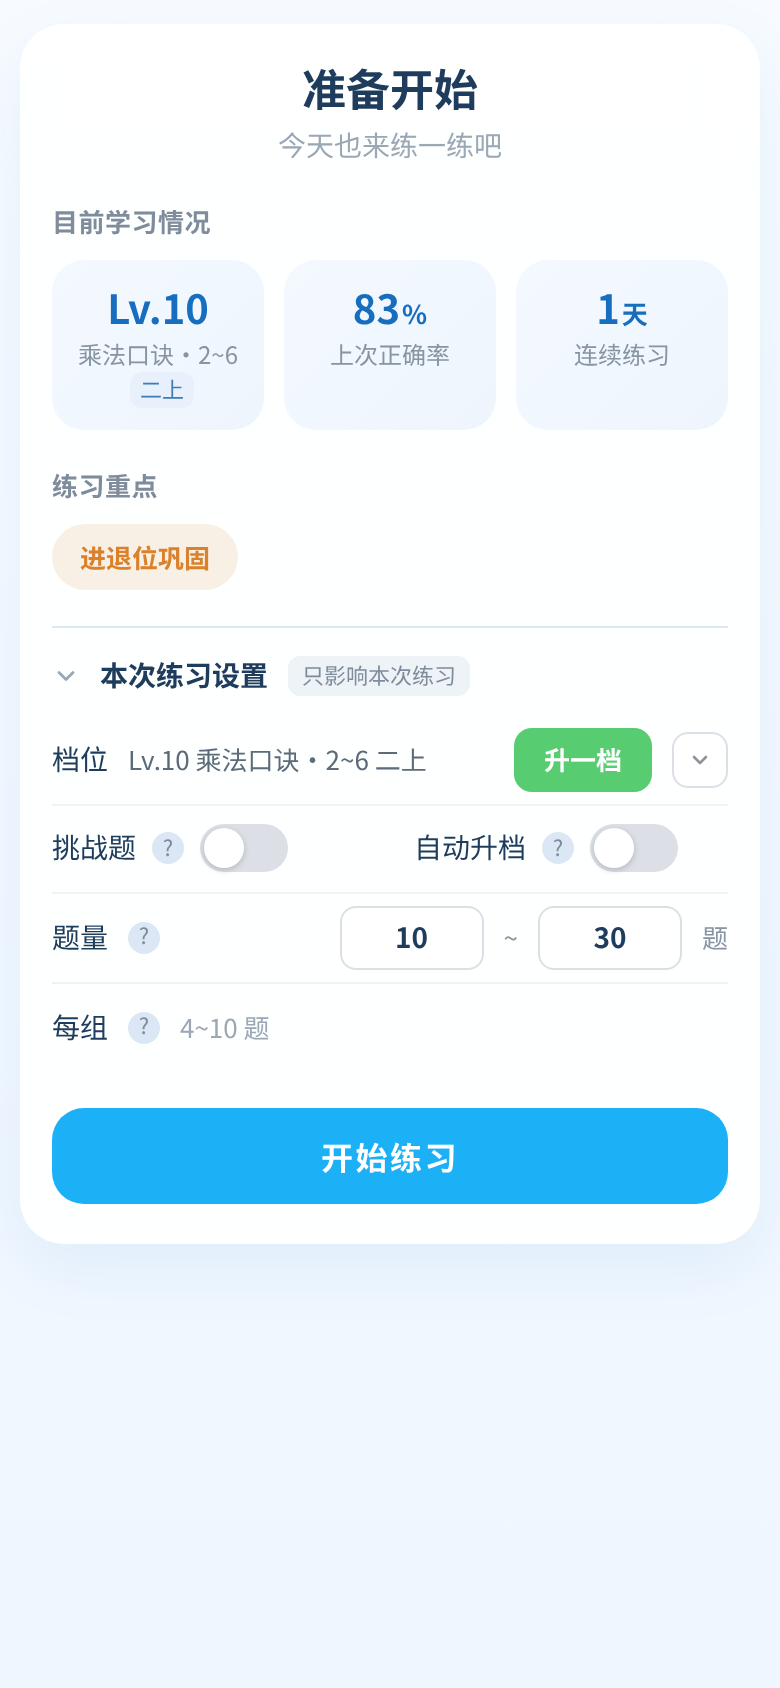 准备开始
今天也来练一练吧
目前学习情况
Lv.10
乘法口诀・2~6
二上
83%
上次正确率
1天
连续练习
练习重点
进退位巩固
本次练习设置 只影响本次练习
档位 Lv.10 乘法口诀・2~6 二上 升一档
挑战题 ? 自动升档 ?
题量 ? 10 ~ 30 题
每组 ? 4~10 题
开始练习